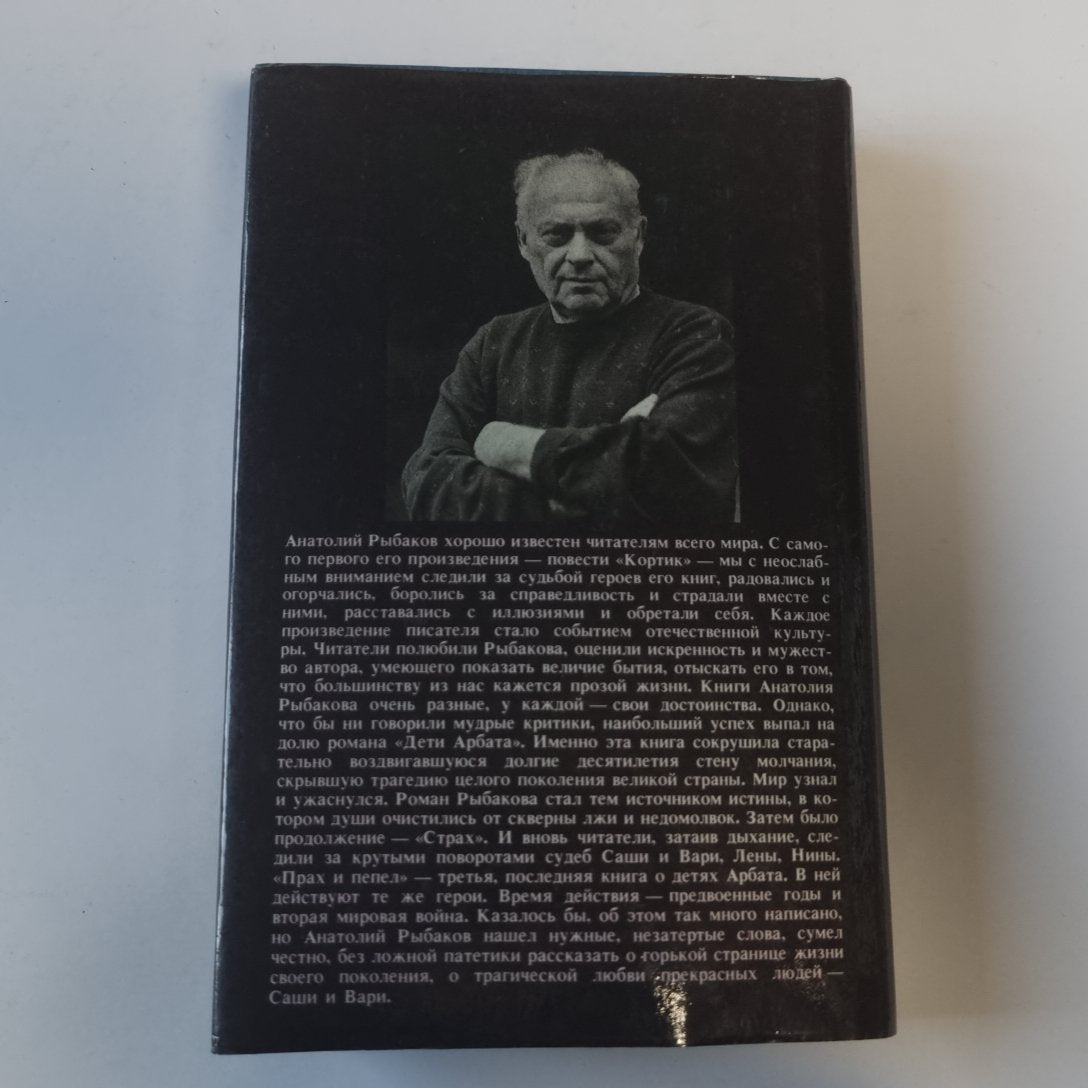 Анатолий Рыбаков хорошо известен читателям всего мира. С само-
го первого его произведения — повести «Кортик» — мы с неослаб-
ным вниманием следили за судьбой героев его книг, радовались и
огорчались, боролись за справедливость и страдали вместе с
ними, расставались с иллюзиями и обретали себя. Каждое
произведение писателя стало событием отечественной культу-
ры. Читатели полюбили Рыбакова, оценили искренность и мужест-
во автора, умеющего показать величие бытия, отыскать его в том,
что большинству из нас кажется прозой жизни. Книги Анатолия
Рыбакова очень разные, у каждой — свои достоинства. Однако,
что бы ни говорили мудрые критики, наибольший успех выпал на
долю романа «Дети Арбата». Именно эта книга сокрушила стара-
тельно воздвигавшуюся долгие десятилетия стену молчания,
скрывшую трагедию целого поколения великой страны. Мир узнал
и ужаснулся. Роман Рыбакова стал тем источником истины, в ко-
тором души очистились от скверны лжи и недомолвок. Затем было
продолжение — «Страх». И вновь читатели, затаив дыхание, сле-
дили за крутыми поворотами судеб Саши и Вари, Лены, Нины.
«Прах и пепел» — третья, последняя книга о детях Арбата. В ней
действуют те же герои. Время действия — предвоенные годы и
вторая мировая война. Казалось бы, об этом так много написано,
но Анатолий Рыбаков нашел нужные, незатертые слова, сумел
честно, без ложной патетики рассказать о горькой странице жизни
своего поколения, о трагической любви прекрасных людей —
Саши и Вари.